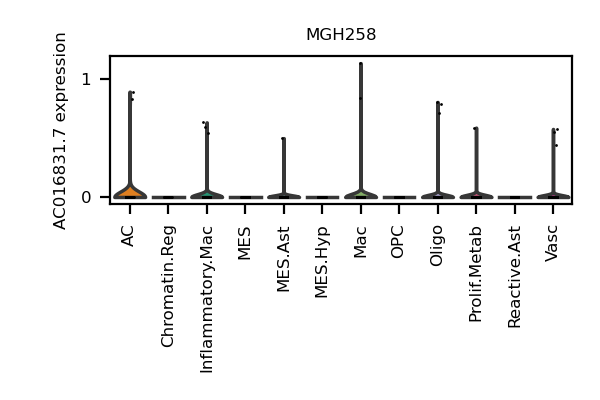 MGH258
AC016831.7 expression
1
0
AC
Chromatin.Reg
Inflammatory.Mac
MES
MES.Ast
MES.Hyp
Mac
OPC
Oligo
Prolif.Metab
Reactive.Ast
Vasc